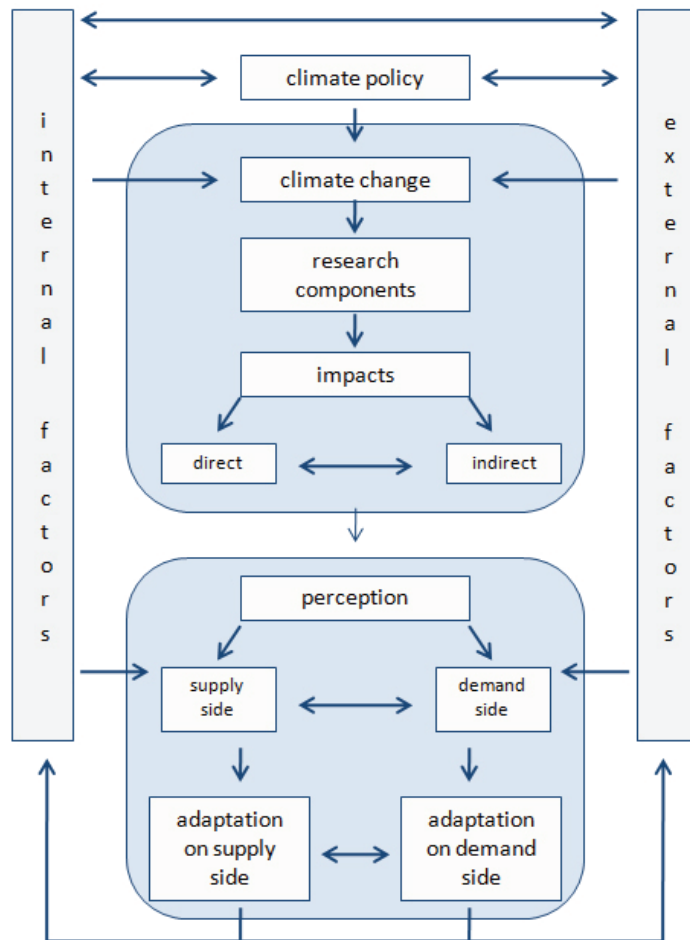 climate policy
internal factors
external factors
climate change
research
components
impacts
direct
indirect
perception
supply
side
demand
side
adaptation
on supply
side
adaptation
on demand
side